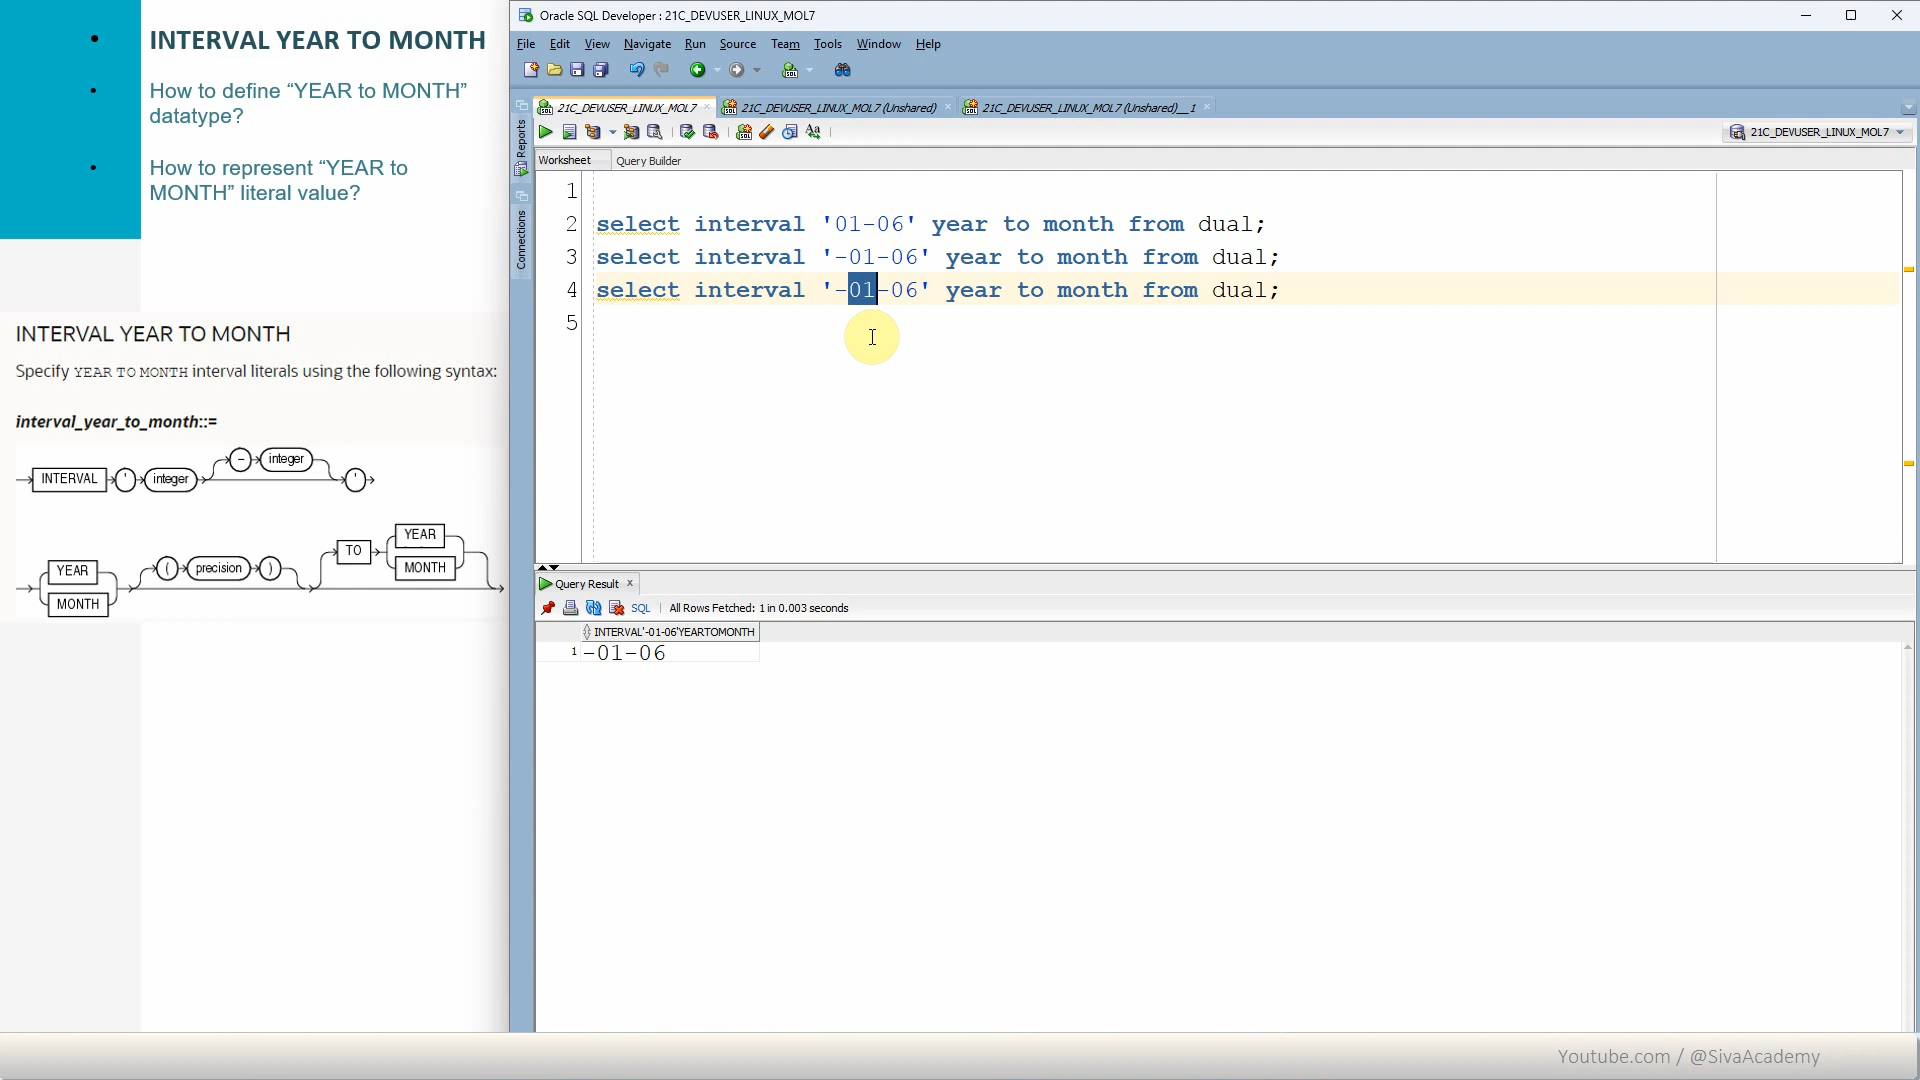 • INTERVAL YEAR TO MONTH
• How to define “YEAR to MONTH”
datatype?
• How to represent “YEAR to
MONTH” literal value?
INTERVAL YEAR TO MONTH
Specify YEAR TO MONTH interval literals using the following syntax:
interval_year_to_month::=
INTERVAL ' integer - integer '
YEAR MONTH ( precision ) TO YEAR MONTH
Oracle SQL Developer : 21C_DEVUSER_LINUX_MOL7
File Edit View Navigate Run Source Team Tools Window Help
21C_DEVUSER_LINUX_MOL7 21C_DEVUSER_LINUX_MOL7 (Unshared) 21C_DEVUSER_LINUX_MOL7 (Unshared)__1
21C_DEVUSER_LINUX_MOL7
Reports
Connections
Worksheet Query Builder
1
2 select interval '01-06' year to month from dual;
3 select interval '-01-06' year to month from dual;
4 select interval '-01-06' year to month from dual;
5
Query Result
SQL | All Rows Fetched: 1 in 0.003 seconds
INTERVAL'-01-06'YEARTOMONTH
1 -01-06
Youtube.com / @SivaAcademy